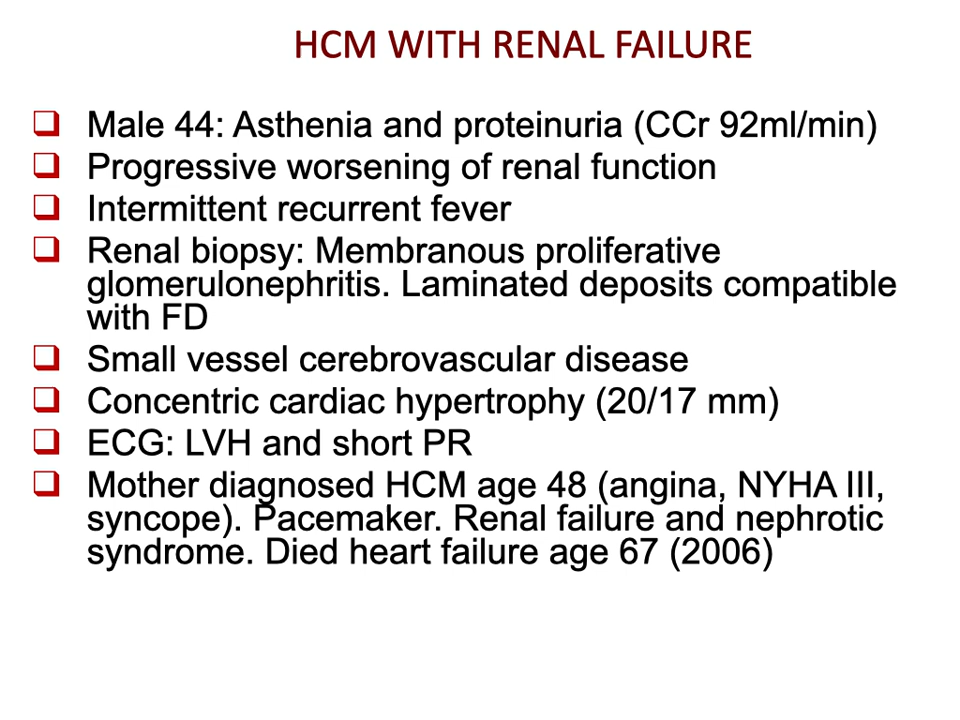 HCM WITH RENAL FAILURE
Male 44: Asthenia and proteinuria (CCr 92ml/min)
Progressive worsening of renal function
Intermittent recurrent fever
Renal biopsy: Membranous proliferative
glomerulonephritis. Laminated deposits compatible
with FD
Small vessel cerebrovascular disease
Concentric cardiac hypertrophy (20/17 mm)
ECG: LVH and short PR
Mother diagnosed HCM age 48 (angina, NYHA III,
syncope). Pacemaker. Renal failure and nephrotic
syndrome. Died heart failure age 67 (2006)